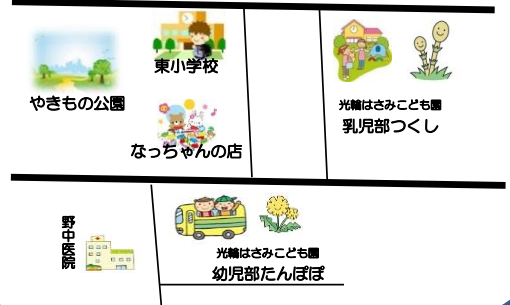 東小学校
やきもの公園
なっちゃんの店
光輪はさみこども園
乳児部つくし
野中医院
光輪はさみこども園
幼児部たんぽぽ